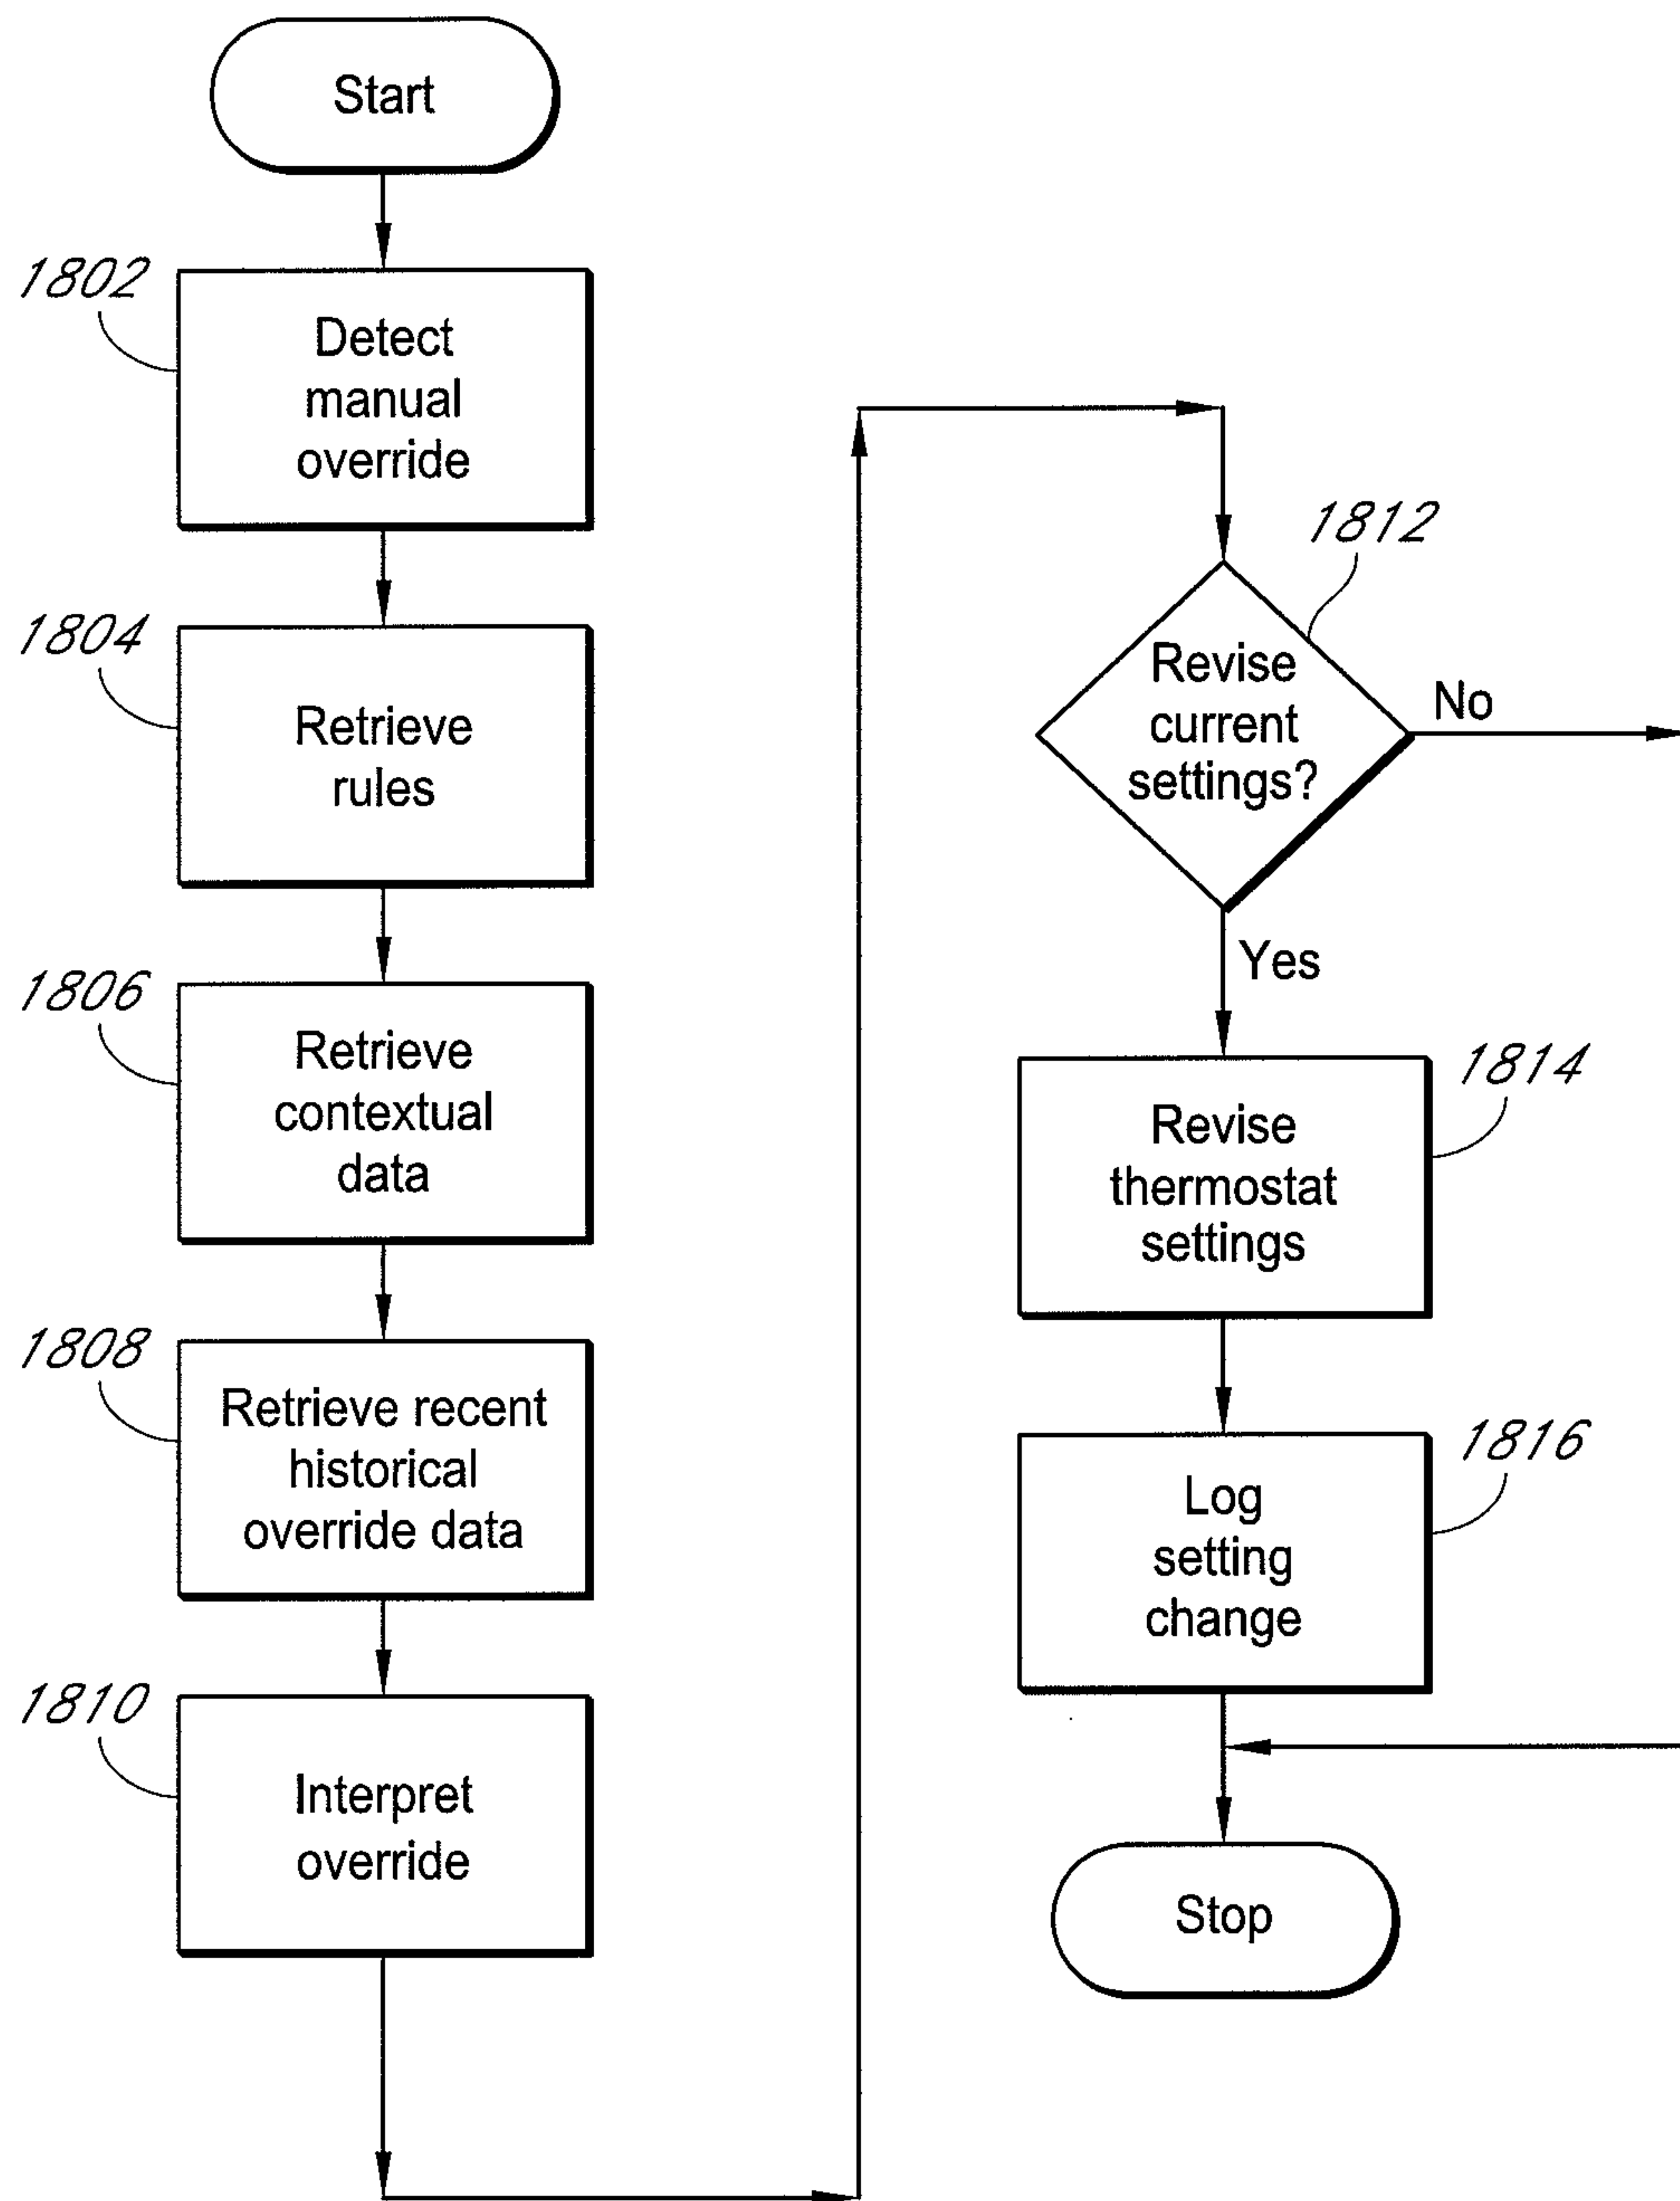 Start
1802
Detect
manual
override
1804
Retrieve
rules
1806
Retrieve
contextual
data
1808
Retrieve recent
historical
override data
1810
Interpret
override
1812
Revise
current
settings?
No
Yes
1814
Revise
thermostat
settings
1816
Log
setting
change
Stop